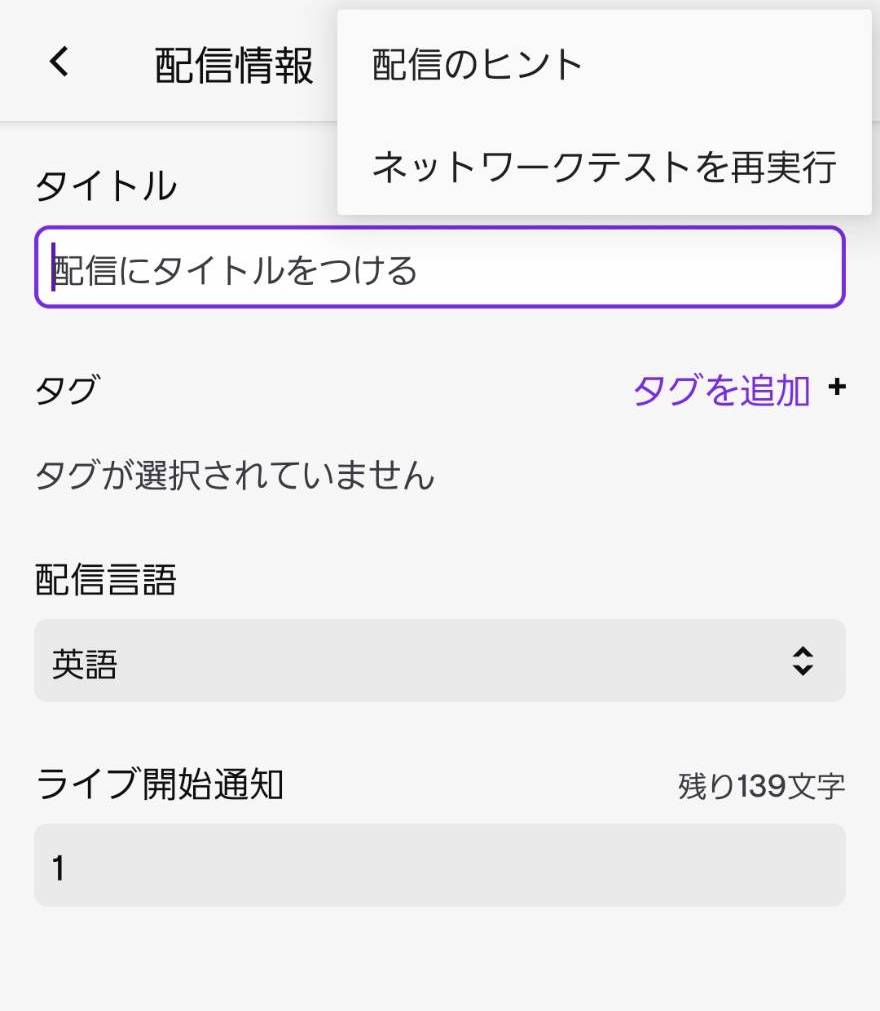 配信情報
配信のヒント
ネットワークテストを再実行
タイトル
配信にタイトルをつける
タグ
タグを追加 +
タグが選択されていません
配信言語
英語
ライブ開始通知
残り139文字
1